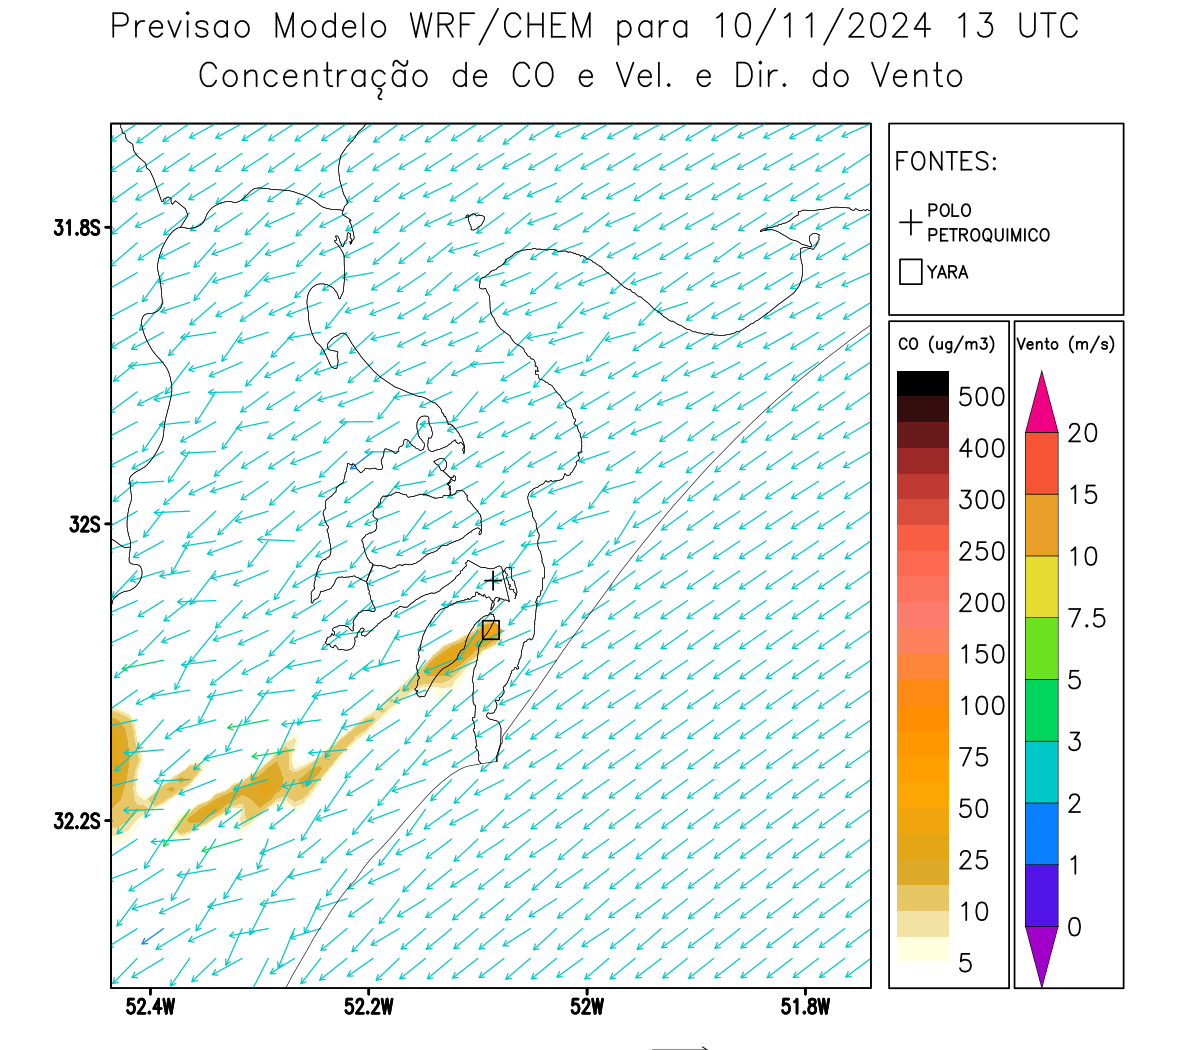 Previsao Modelo WRF/CHEM para 10/11/2024 13 UTC
Concentração de CO e Vel. e Dir. do Vento
FONTES:
POLO
PETROQUIMICO
YARA
CO (ug/m3)
500
400
300
250
200
150
100
75
50
25
10
5
Vento (m/s)
20
15
10
7.5
5
3
2
1
0
31.8S
32S
32.2S
52.4W
52.2W
52W
51.8W